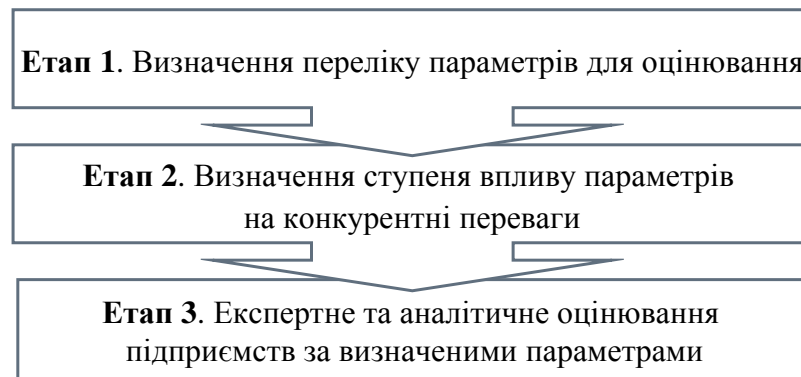 Етап 1. Визначення переліку параметрів для оцінювання
Етап 2. Визначення ступеня впливу параметрів
на конкурентні переваги
Етап 3. Експертне та аналітичне оцінювання
підприємств за визначеними параметрами